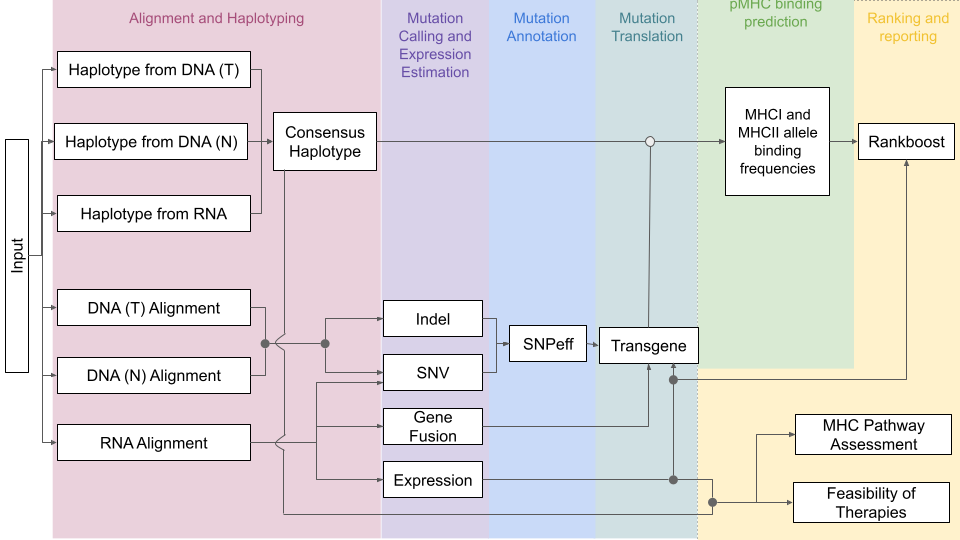 Alignment and Haplotyping
Mutation
Calling and
Expression
Estimation
Mutation
Annotation
Mutation
Translation
pMHC binding
prediction
Ranking and
reporting
Input
Haplotype from DNA (T)
Haplotype from DNA (N)
Haplotype from RNA
Consensus
Haplotype
MHCI and
MHCII allele
binding
frequencies
Rankboost
DNA (T) Alignment
DNA (N) Alignment
RNA Alignment
Indel
SNV
Gene
Fusion
Expression
SNPeff
Transgene
MHC Pathway
Assessment
Feasibility of
Therapies